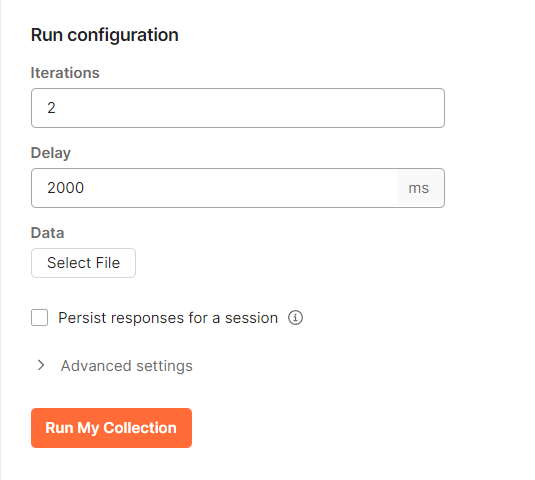 Run configuration
Iterations
2
Delay
2000 ms
Data
Select File
Persist responses for a session
Advanced settings
Run My Collection